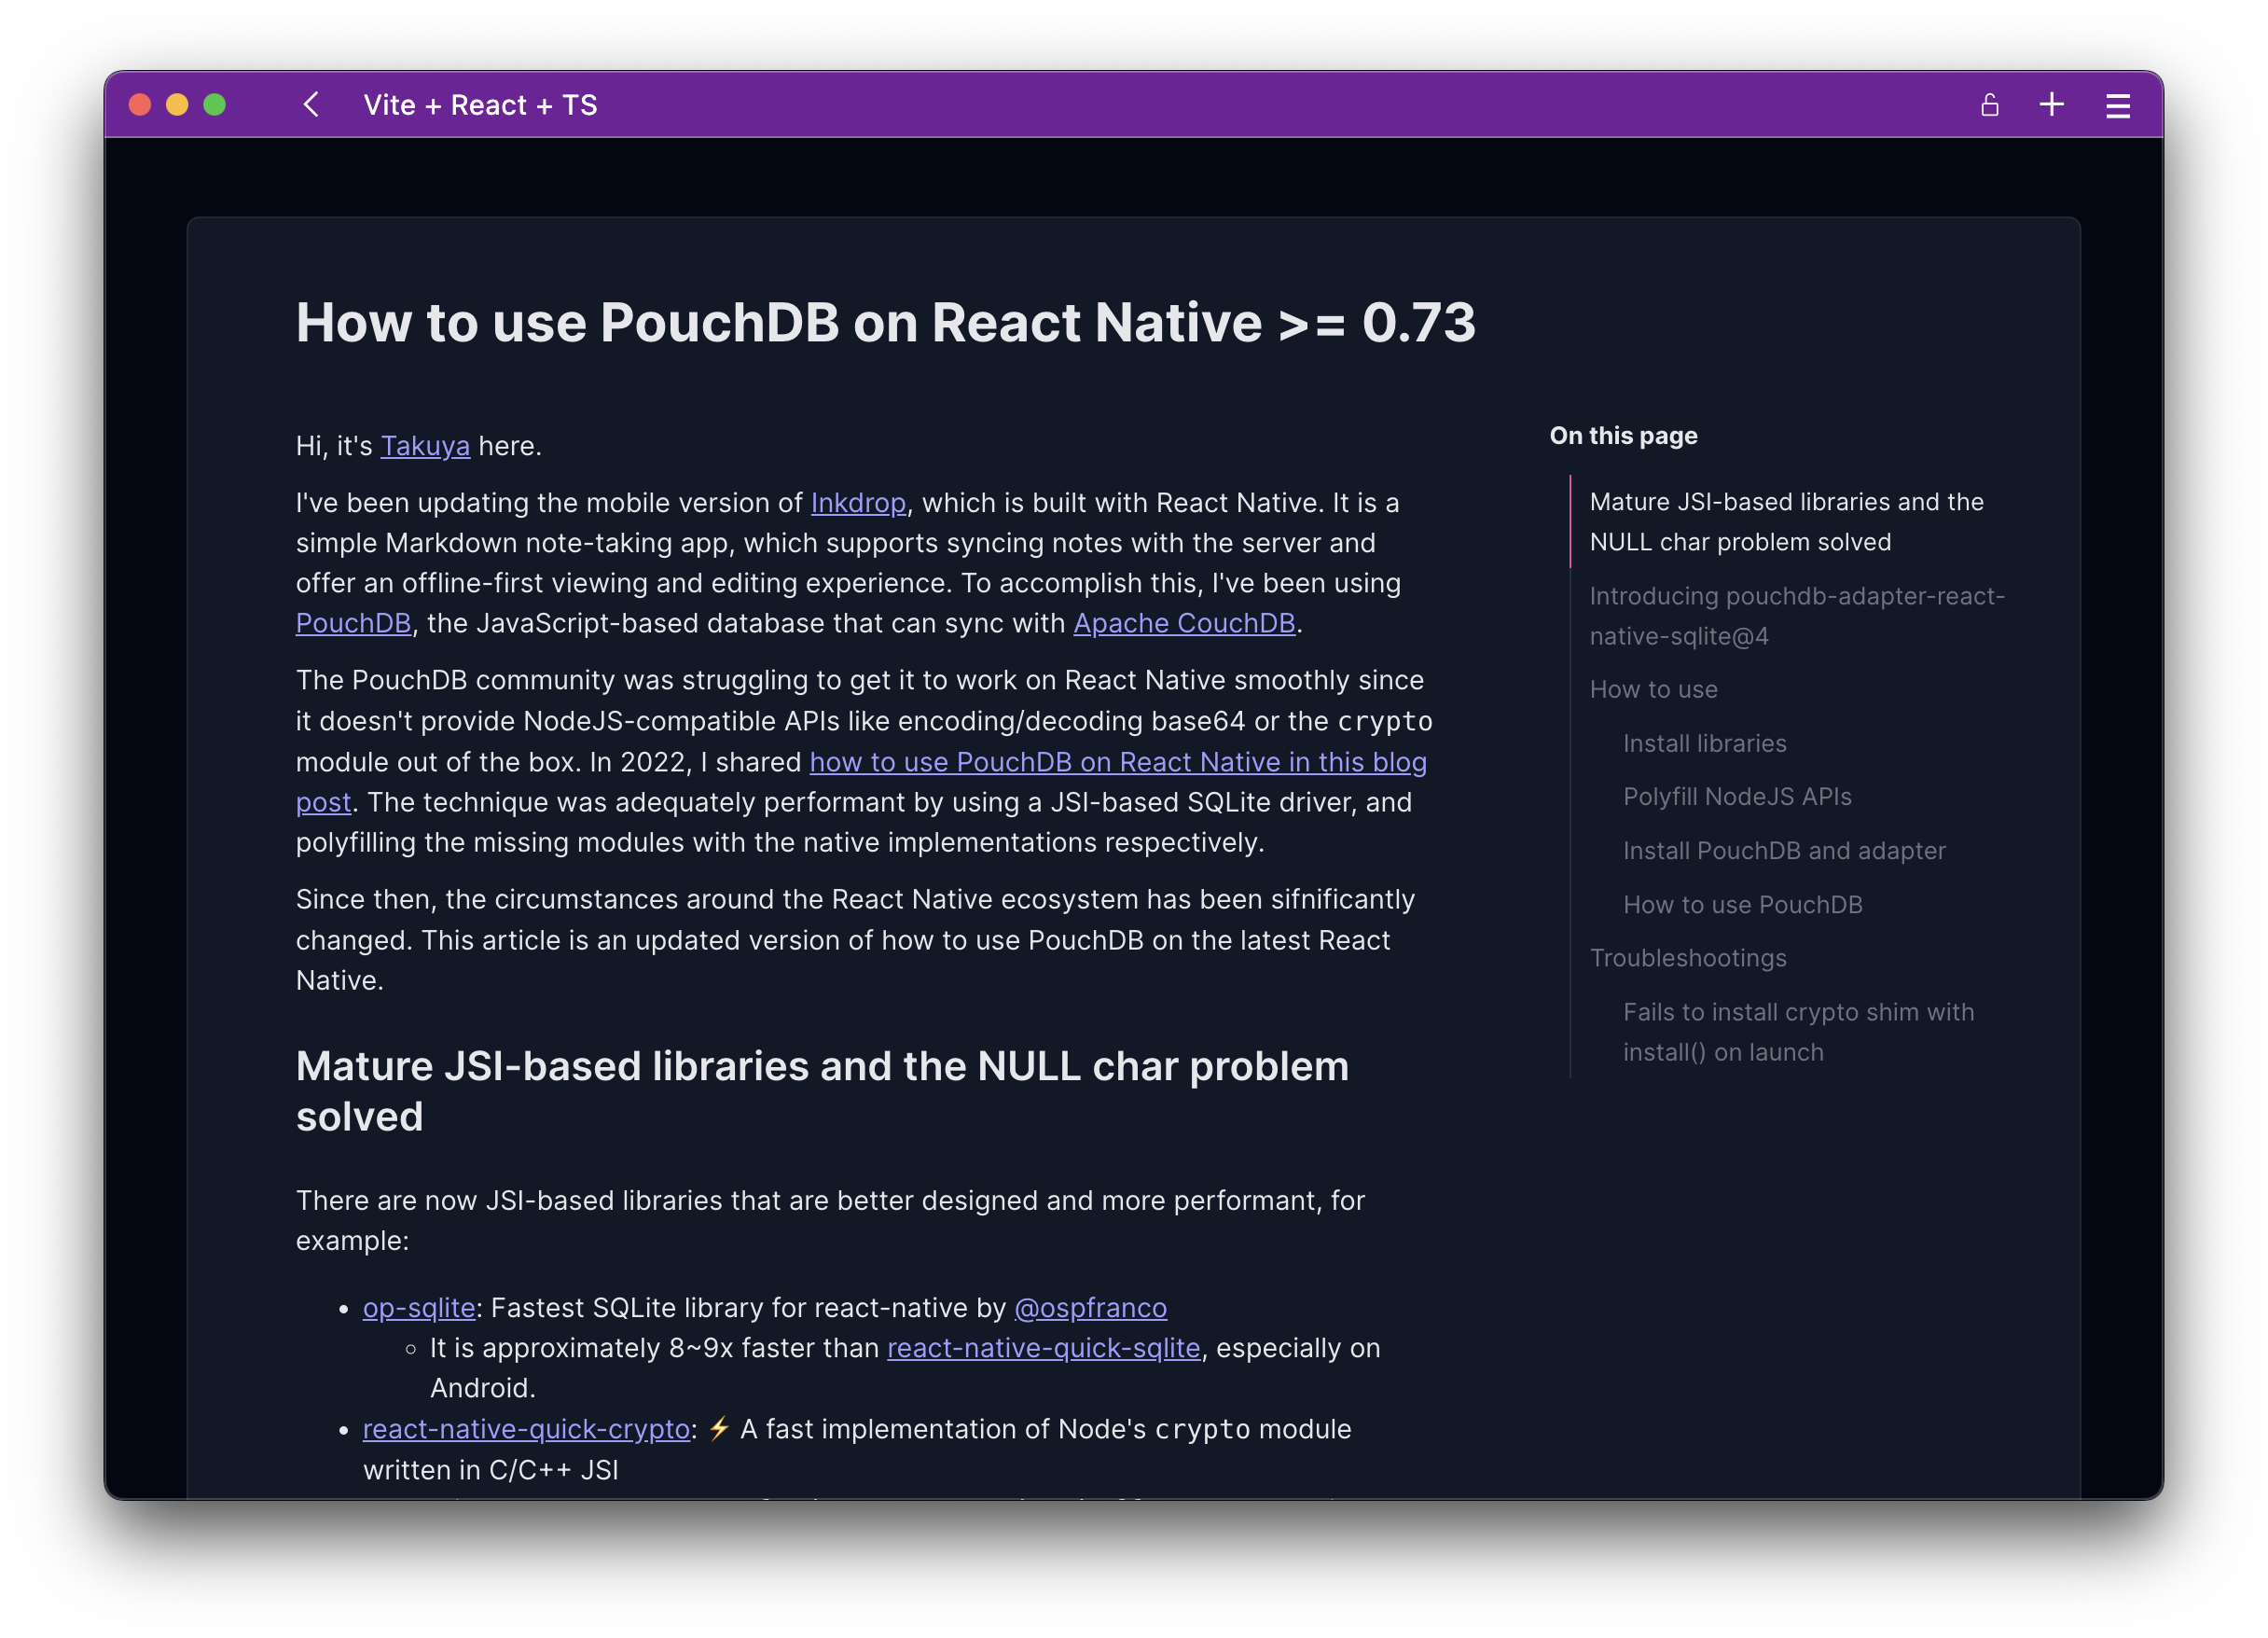 Vite + React + TS
How to use PouchDB on React Native >= 0.73
Hi, it's Takuya here.
I've been updating the mobile version of Inkdrop, which is built with React Native. It is a
simple Markdown note-taking app, which supports syncing notes with the server and
offer an offline-first viewing and editing experience. To accomplish this, I've been using
PouchDB, the JavaScript-based database that can sync with Apache CouchDB.
The PouchDB community was struggling to get it to work on React Native smoothly since
it doesn't provide NodeJS-compatible APIs like encoding/decoding base64 or the crypto
module out of the box. In 2022, I shared how to use PouchDB on React Native in this blog
post. The technique was adequately performant by using a JSI-based SQLite driver, and
polyfilling the missing modules with the native implementations respectively.
Since then, the circumstances around the React Native ecosystem has been sifnificantly
changed. This article is an updated version of how to use PouchDB on the latest React
Native.
Mature JSI-based libraries and the NULL char problem
solved
There are now JSI-based libraries that are better designed and more performant, for
example:
• op-sqlite: Fastest SQLite library for react-native by @ospfranco
◦ It is approximately 8~9x faster than react-native-quick-sqlite, especially on
Android.
• react-native-quick-crypto: ⚡ A fast implementation of Node's crypto module
written in C/C++ JSI
On this page
Mature JSI-based libraries and the
NULL char problem solved
Introducing pouchdb-adapter-react-
native-sqlite@4
How to use
Install libraries
Polyfill NodeJS APIs
Install PouchDB and adapter
How to use PouchDB
Troubleshootings
Fails to install crypto shim with
install() on launch